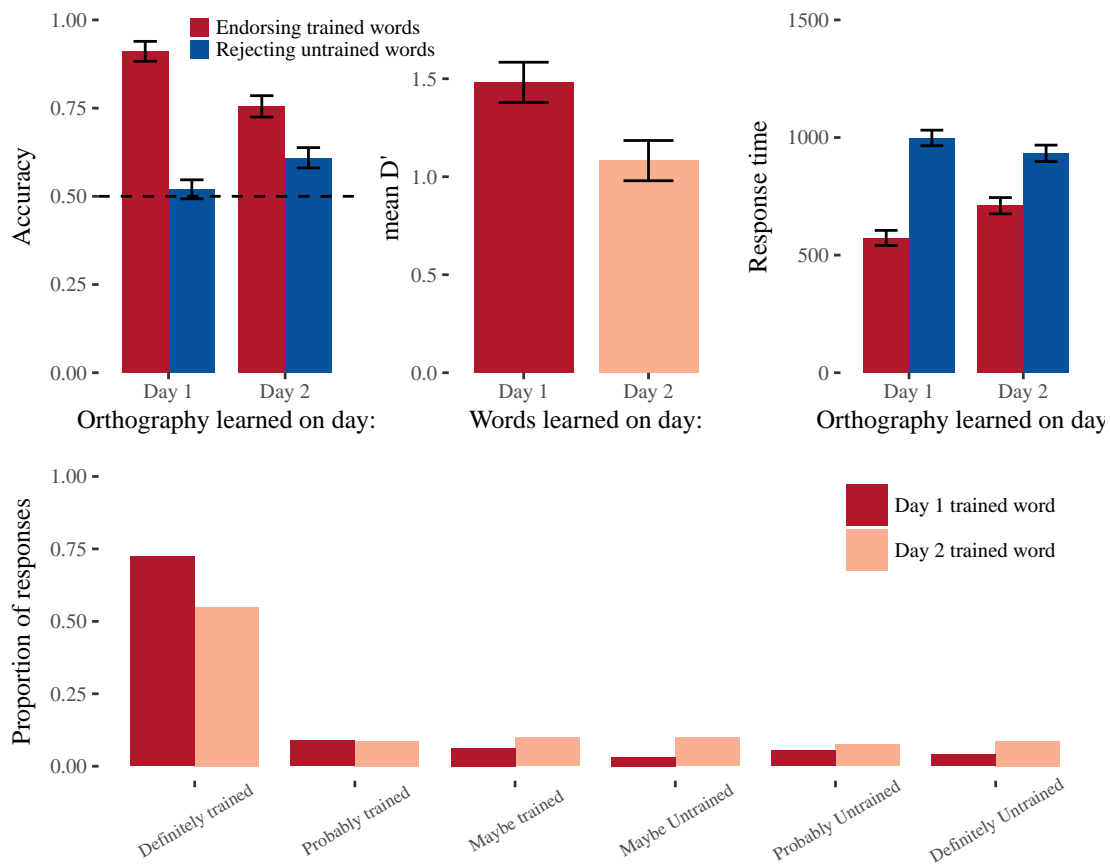 Accuracy
1.00
0.75
0.50
0.25
0.00
Endorsing trained words
Rejecting untrained words
Day 1
Day 2
Orthography learned on day:
mean D'
1.5
1.0
0.5
0.0
Day 1
Day 2
Words learned on day:
Response time
1500
1000
500
0
Day 1
Day 2
Orthography learned on day
Proportion of responses
1.00
0.75
0.50
0.25
0.00
Day 1 trained word
Day 2 trained word
Definitely trained
Probably trained
Maybe trained
Maybe Untrained
Probably Untrained
Definitely Untrained